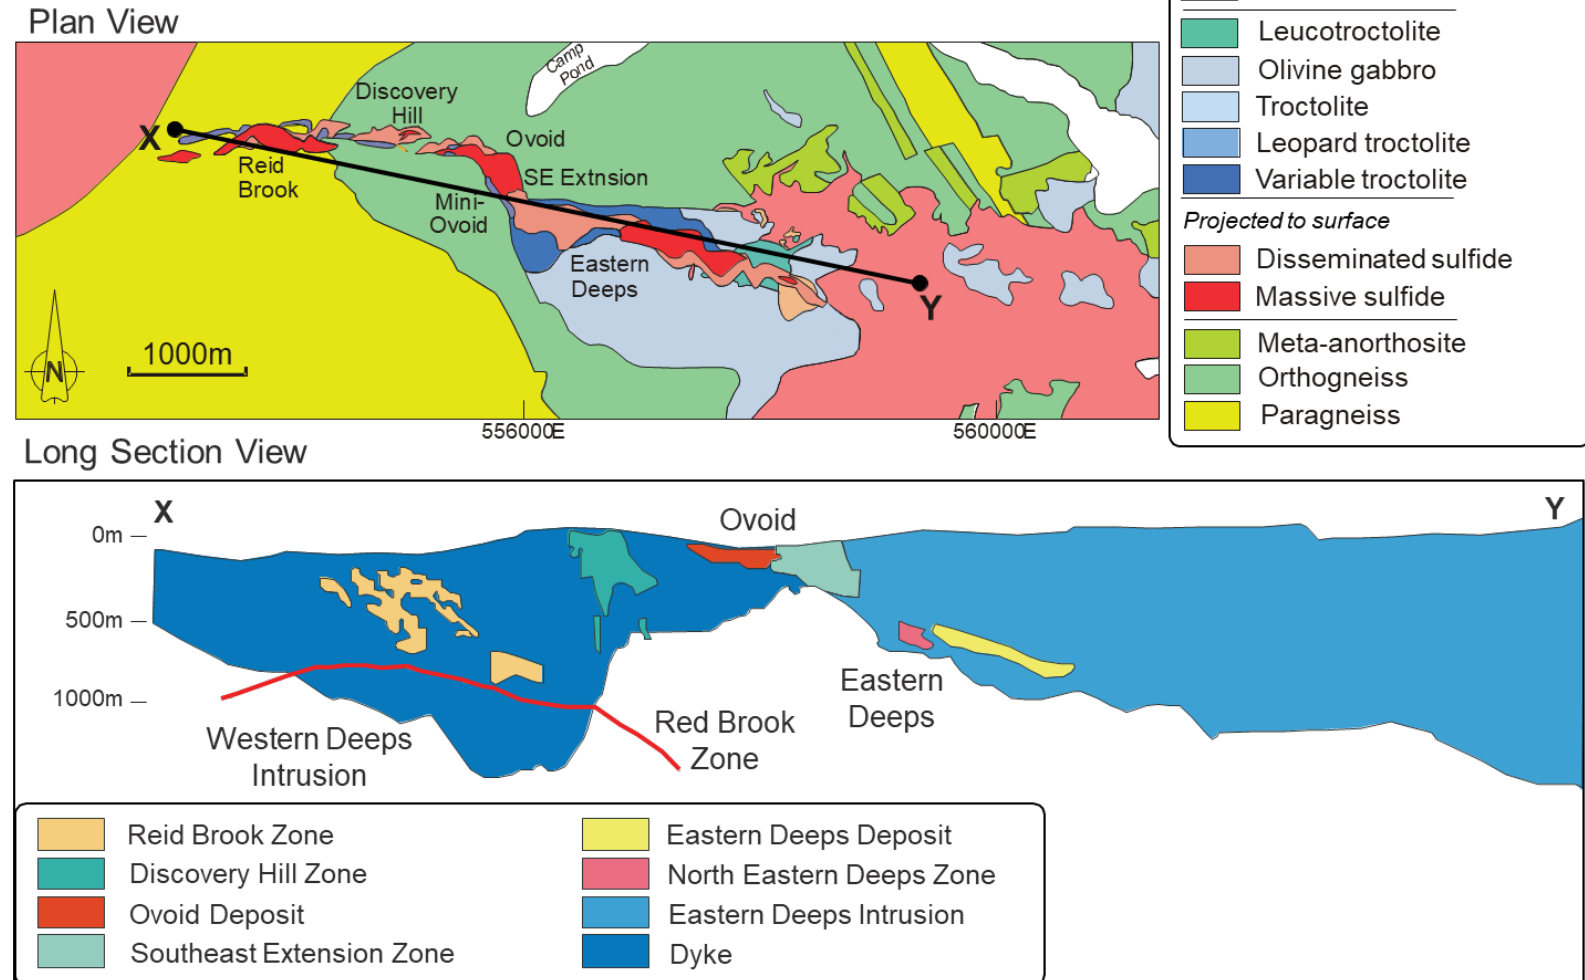 Plan View
Leucotroctolite
Olivine gabbro
Troctolite
Leopard troctolite
Variable troctolite
Projected to surface
Disseminated sulfide
Massive sulfide
Meta-anorthosite
Orthogneiss
Paragneiss
Camp
Pond
Discovery
Hill
X
Ovoid
Reid
Brook
SE Extnsion
Mini-
Ovoid
Eastern
Deeps
Y
1000m
N
556000E
560000E
Long Section View
X
Y
Ovoid
0m
500m
1000m
Eastern
Deeps
Western Deeps
Intrusion
Red Brook
Zone
Reid Brook Zone
Discovery Hill Zone
Ovoid Deposit
Southeast Extension Zone
Eastern Deeps Deposit
North Eastern Deeps Zone
Eastern Deeps Intrusion
Dyke